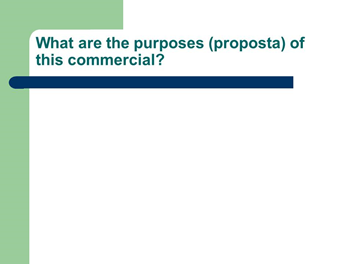 What are the purposes (proposta) of
this commercial?